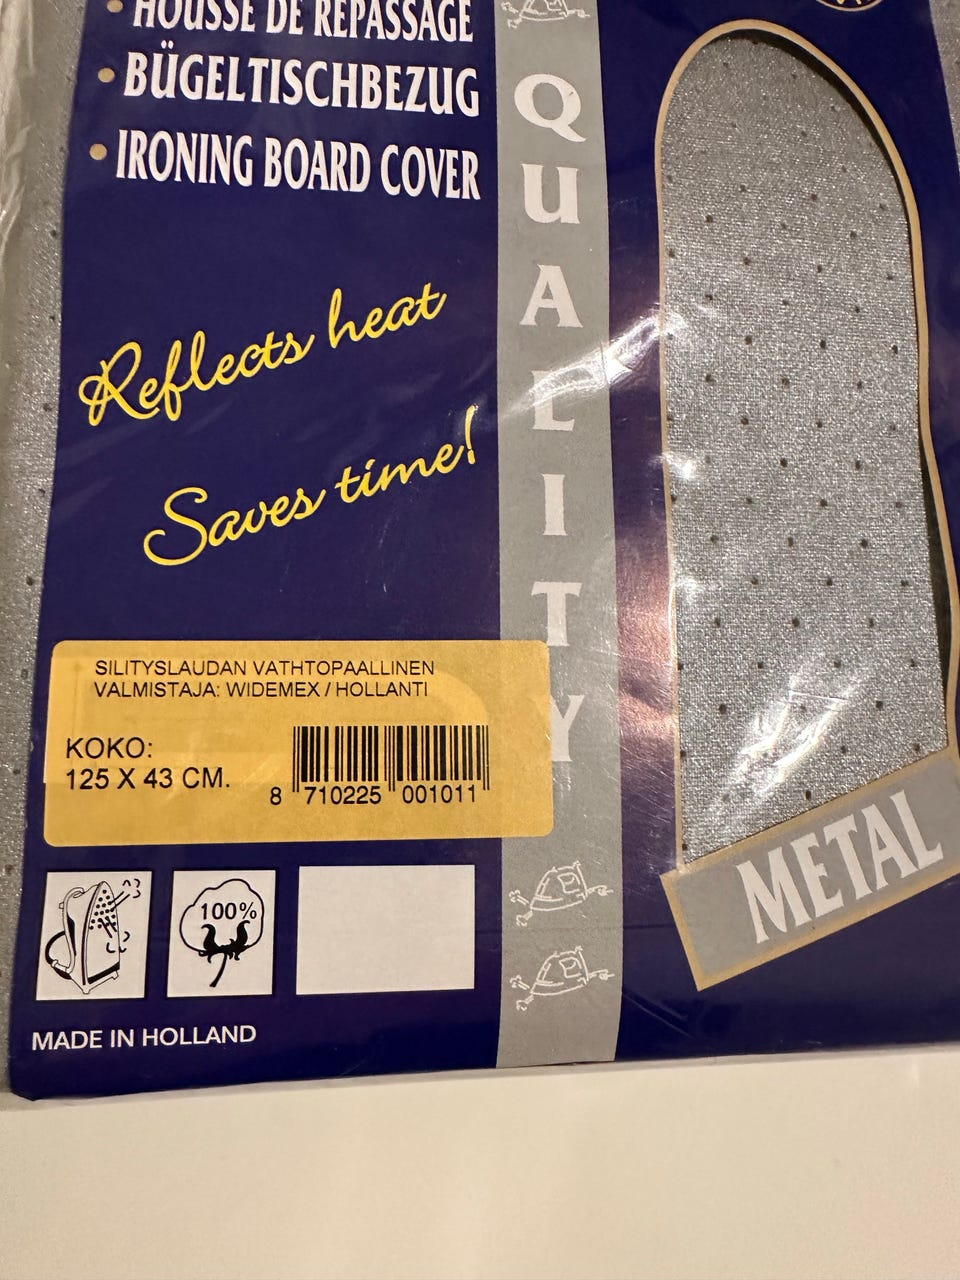 HOUSSE DE REPASSAGE
• BÜGELTISCHBEZUG
• IRONING BOARD COVER
Reflects heat
Saves time!
QUALITY
SILITYSLAUDAN VATHTOPAALLINEN
VALMISTAJA: WIDEMEX / HOLLANTI
KOKO:
125 X 43 CM.
8 710225 001011
100%
METAL
MADE IN HOLLAND